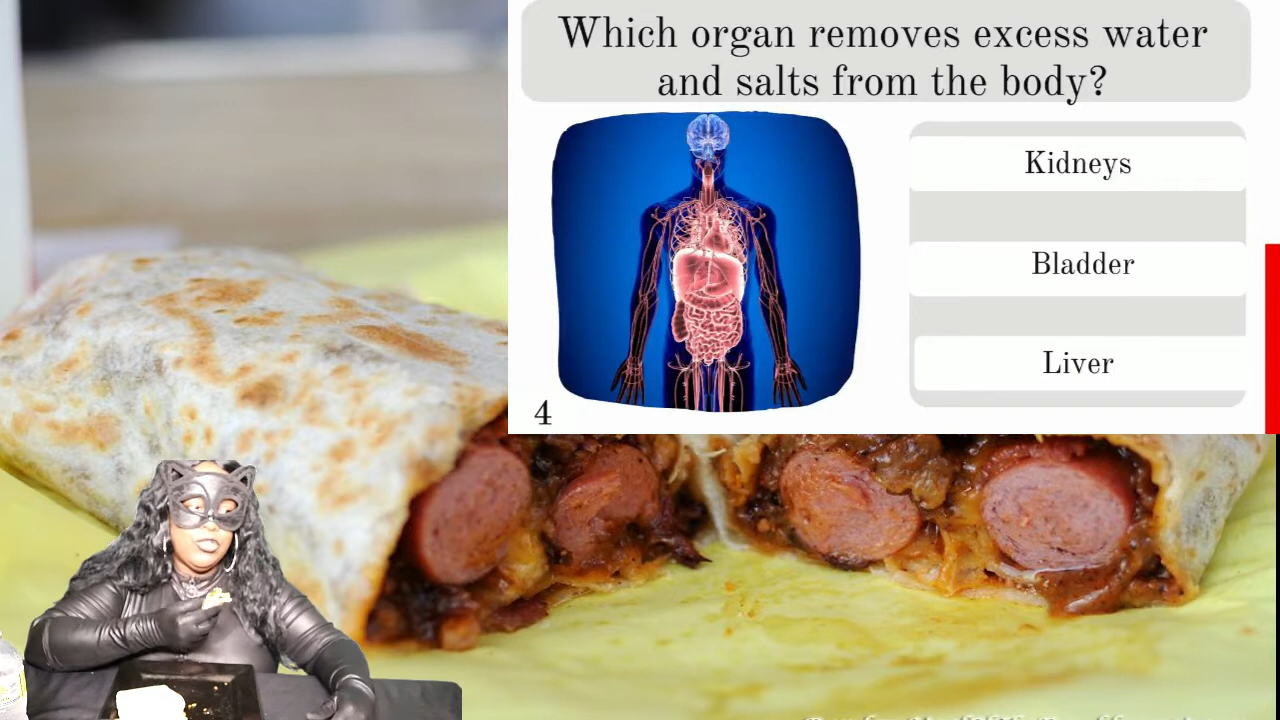 Which organ removes excess water
and salts from the body?
Kidneys
Bladder
Liver
4